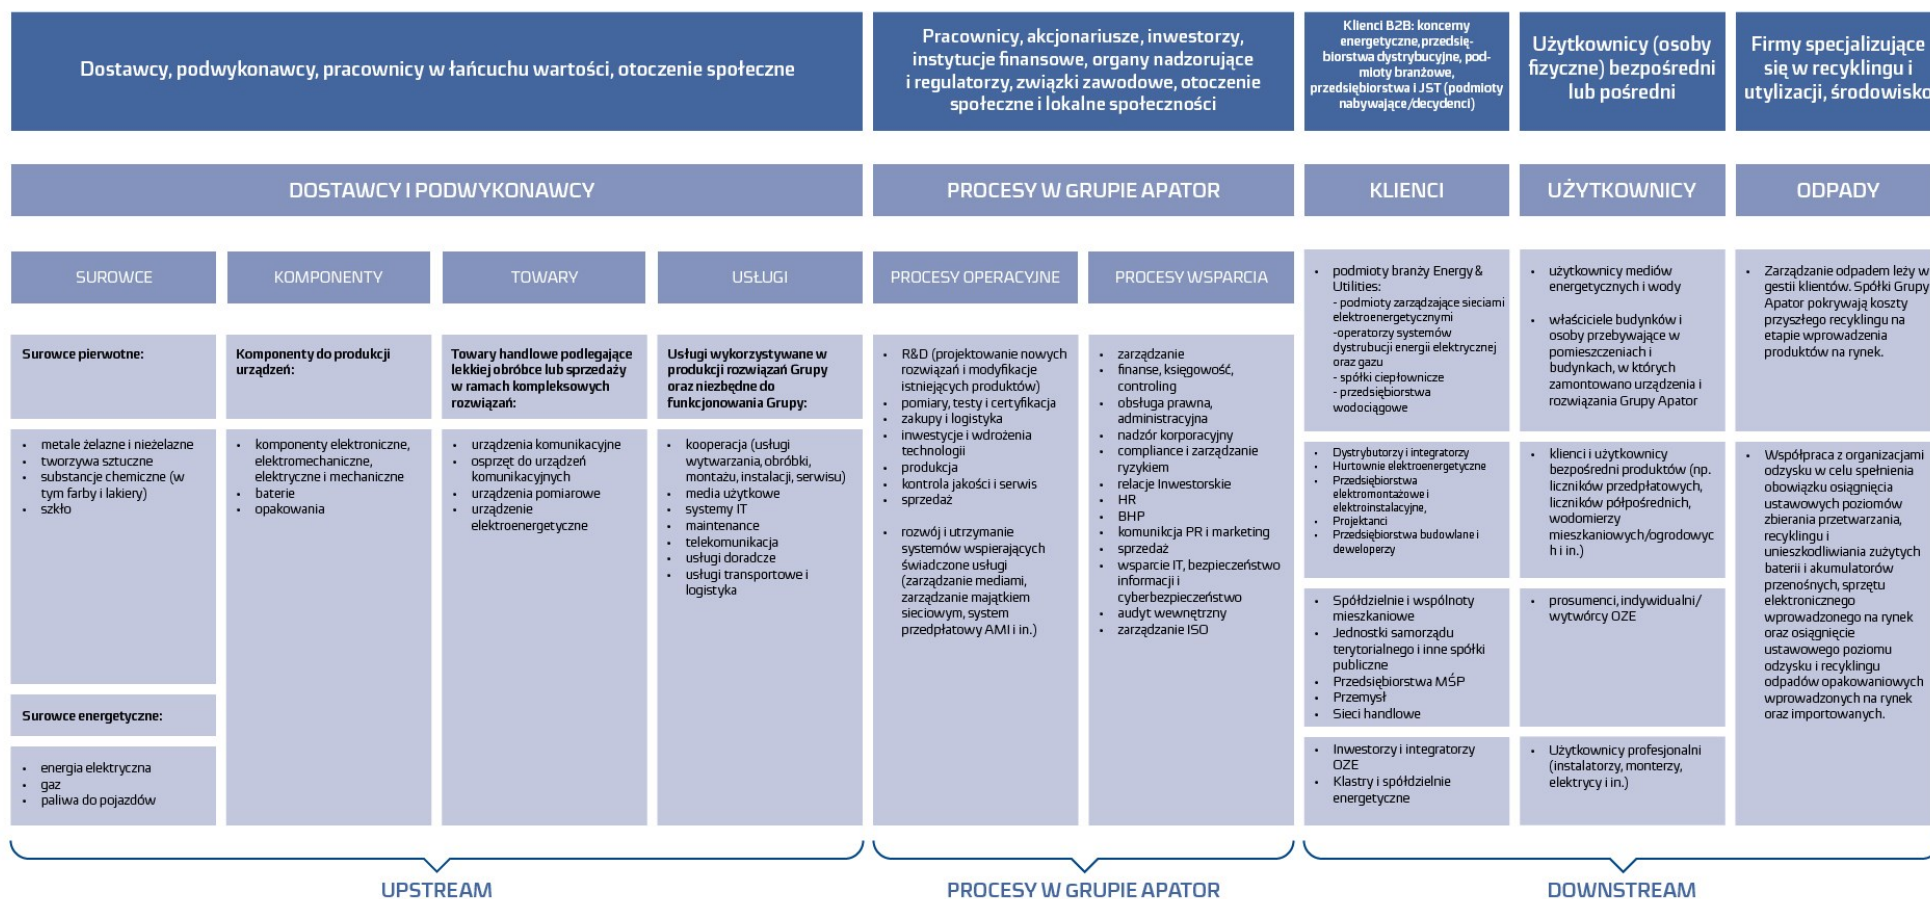 Dostawcy, podwykonawcy, pracownicy w łańcuchu wartości, otoczenie społeczne
Pracownicy, akcjonariusze, inwestorzy,
instytucje finansowe, organy nadzorujące
i regulatorzy, związki zawodowe, otoczenie
społeczne i lokalne społeczności
Klienci B2B: koncerny
energetyczne, przedsię-
biorstwa dystrybucyjne, pod-
mioty branżowe,
przedsiębiorstwa i JST (podmioty
nabywające/decydenci)
Użytkownicy (osoby
fizyczne) bezpośredni
lub pośredni
Firmy specjalizujące
się w recyklingu i
utylizacji, środowisko
DOSTAWCY I PODWYKONAWCY
PROCESY W GRUPIE APATOR
KLIENCI
UŻYTKOWNICY
ODPADY
SUROWCE
KOMPONENTY
TOWARY
USŁUGI
PROCESY OPERACYJNE
PROCESY WSPARCIA
Surowce pierwotne:
• metale żelazne i nieżelazne
• tworzywa sztuczne
• substancje chemiczne (w
tym farby i lakiery)
• szkło
Surowce energetyczne:
• energia elektryczna
• gaz
• paliwa do pojazdów
Komponenty do produkcji
urządzeń:
• komponenty elektroniczne,
elektromechaniczne,
elektryczne i mechaniczne
• baterie
• opakowania
Towary handlowe podlegające
lekkiej obróbce lub sprzedaży
w ramach kompleksowych
rozwiązań:
• urządzenia komunikacyjne
• osprzęt do urządzeń
komunikacyjnych
• urządzenia pomiarowe
• urządzenie
elektroenergetyczne
Usługi wykorzystywane w
produkcji rozwiązań Grupy
oraz niezbędne do
funkcjonowania Grupy:
• kooperacja (usługi
wytwarzania, obróbki,
montażu, instalacji, serwisu)
• media użytkowe
• systemy IT
• maintenance
• telekomunikacja
• usługi doradcze
• usługi transportowe i
logistyka
• R&D (projektowanie nowych
rozwiązań i modyfikacje
istniejących produktów)
• pomiary, testy i certyfikacja
• zakupy i logistyka
• inwestycje i wdrożenia
technologii
• produkcja
• kontrola jakości i serwis
• sprzedaż
• rozwój i utrzymanie
systemów wspierających
świadczone usługi
(zarządzanie mediami,
zarządzanie majątkiem
sieciowym, system
przedpłatowy AMI i in.)
• zarządzanie
• finanse, księgowość,
controling
• obsługa prawna,
administracyjna
• nadzór korporacyjny
• compliance i zarządzanie
ryzykiem
• relacje Inwestorskie
• HR
• BHP
• komunikcja PR i marketing
• sprzedaż
• wsparcie IT, bezpieczeństwo
informacji i
cyberbezpieczeństwo
• audyt wewnętrzny
• zarządzanie ISO
• podmioty branży Energy &
Utilities:
- podmioty zarządzające sieciami
elektroenergetycznymi
-operatorzy systemów
dystrubucji energii elektrycznej
oraz gazu
- spółki ciepłownicze
- przedsiębiorstwa
wodociągowe
• Dystrybutorzy i integratorzy
• Hurtownie elektroenergetyczne
• Przedsiębiorstwa
elektromontażowe i
elektroinstalacyjne,
• Projektanci
• Przedsiębiorstwa budowlane i
deweloperzy
• Spółdzielnie i wspólnoty
mieszkaniowe
• Jednostki samorządu
terytorialnego i inne spółki
publiczne
• Przedsiębiorstwa MŚP
• Przemysł
• Sieci handlowe
• Inwestorzy i integratorzy
OZE
• Klastry i spółdzielnie
energetyczne
• użytkownicy mediów
energetycznych i wody
• właściciele budynków i
osoby przebywające w
pomieszczeniach i
budynkach, w których
zamontowano urządzenia i
rozwiązania Grupy Apator
• klienci i użytkownicy
bezpośredni produktów (np.
liczników przedpłatowych,
liczników półpośrednich,
wodomierzy
mieszkaniowych/ogrodowyc
h i in.)
• prosumenci, indywidualni/
wytwórcy OZE
• Użytkownicy profesjonalni
(instalatorzy, monterzy,
elektrycy i in.)
• Zarządzanie odpadem leży w
gestii klientów. Spółki Grupy
Apator pokrywają koszty
przyszłego recyklingu na
etapie wprowadzenia
produktów na rynek.
• Współpraca z organizacjami
odzysku w celu spełnienia
obowiązku osiągnięcia
ustawowych poziomów
zbierania przetwarzania,
recyklingu i
unieszkodliwiania zużytych
baterii i akumulatorów
przenośnych, sprzętu
elektronicznego
wprowadzonego na rynek
oraz osiągnięcie
ustawowego poziomu
odzysku i recyklingu
odpadów opakowaniowych
wprowadzonych na rynek
oraz importowanych.
UPSTREAM
PROCESY W GRUPIE APATOR
DOWNSTREAM